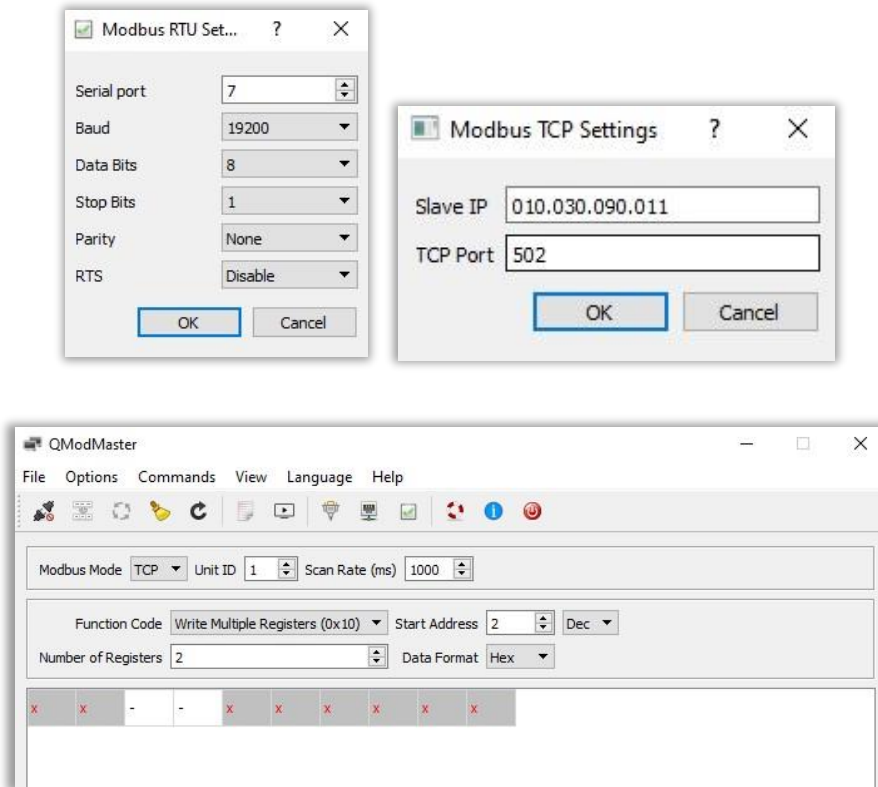 Modbus RTU Set... ?
Serial port 7
Baud 19200
Data Bits 8
Stop Bits 1
Parity None
RTS Disable
OK Cancel
Modbus TCP Settings ?
Slave IP 010.030.090.011
TCP Port 502
OK Cancel
QModMaster
File Options Commands View Language Help
Modbus Mode TCP Unit ID 1 Scan Rate (ms) 1000
Function Code Write Multiple Registers (0x10) Start Address 2 Dec
Number of Registers 2 Data Format Hex
x x - - x x x x x x